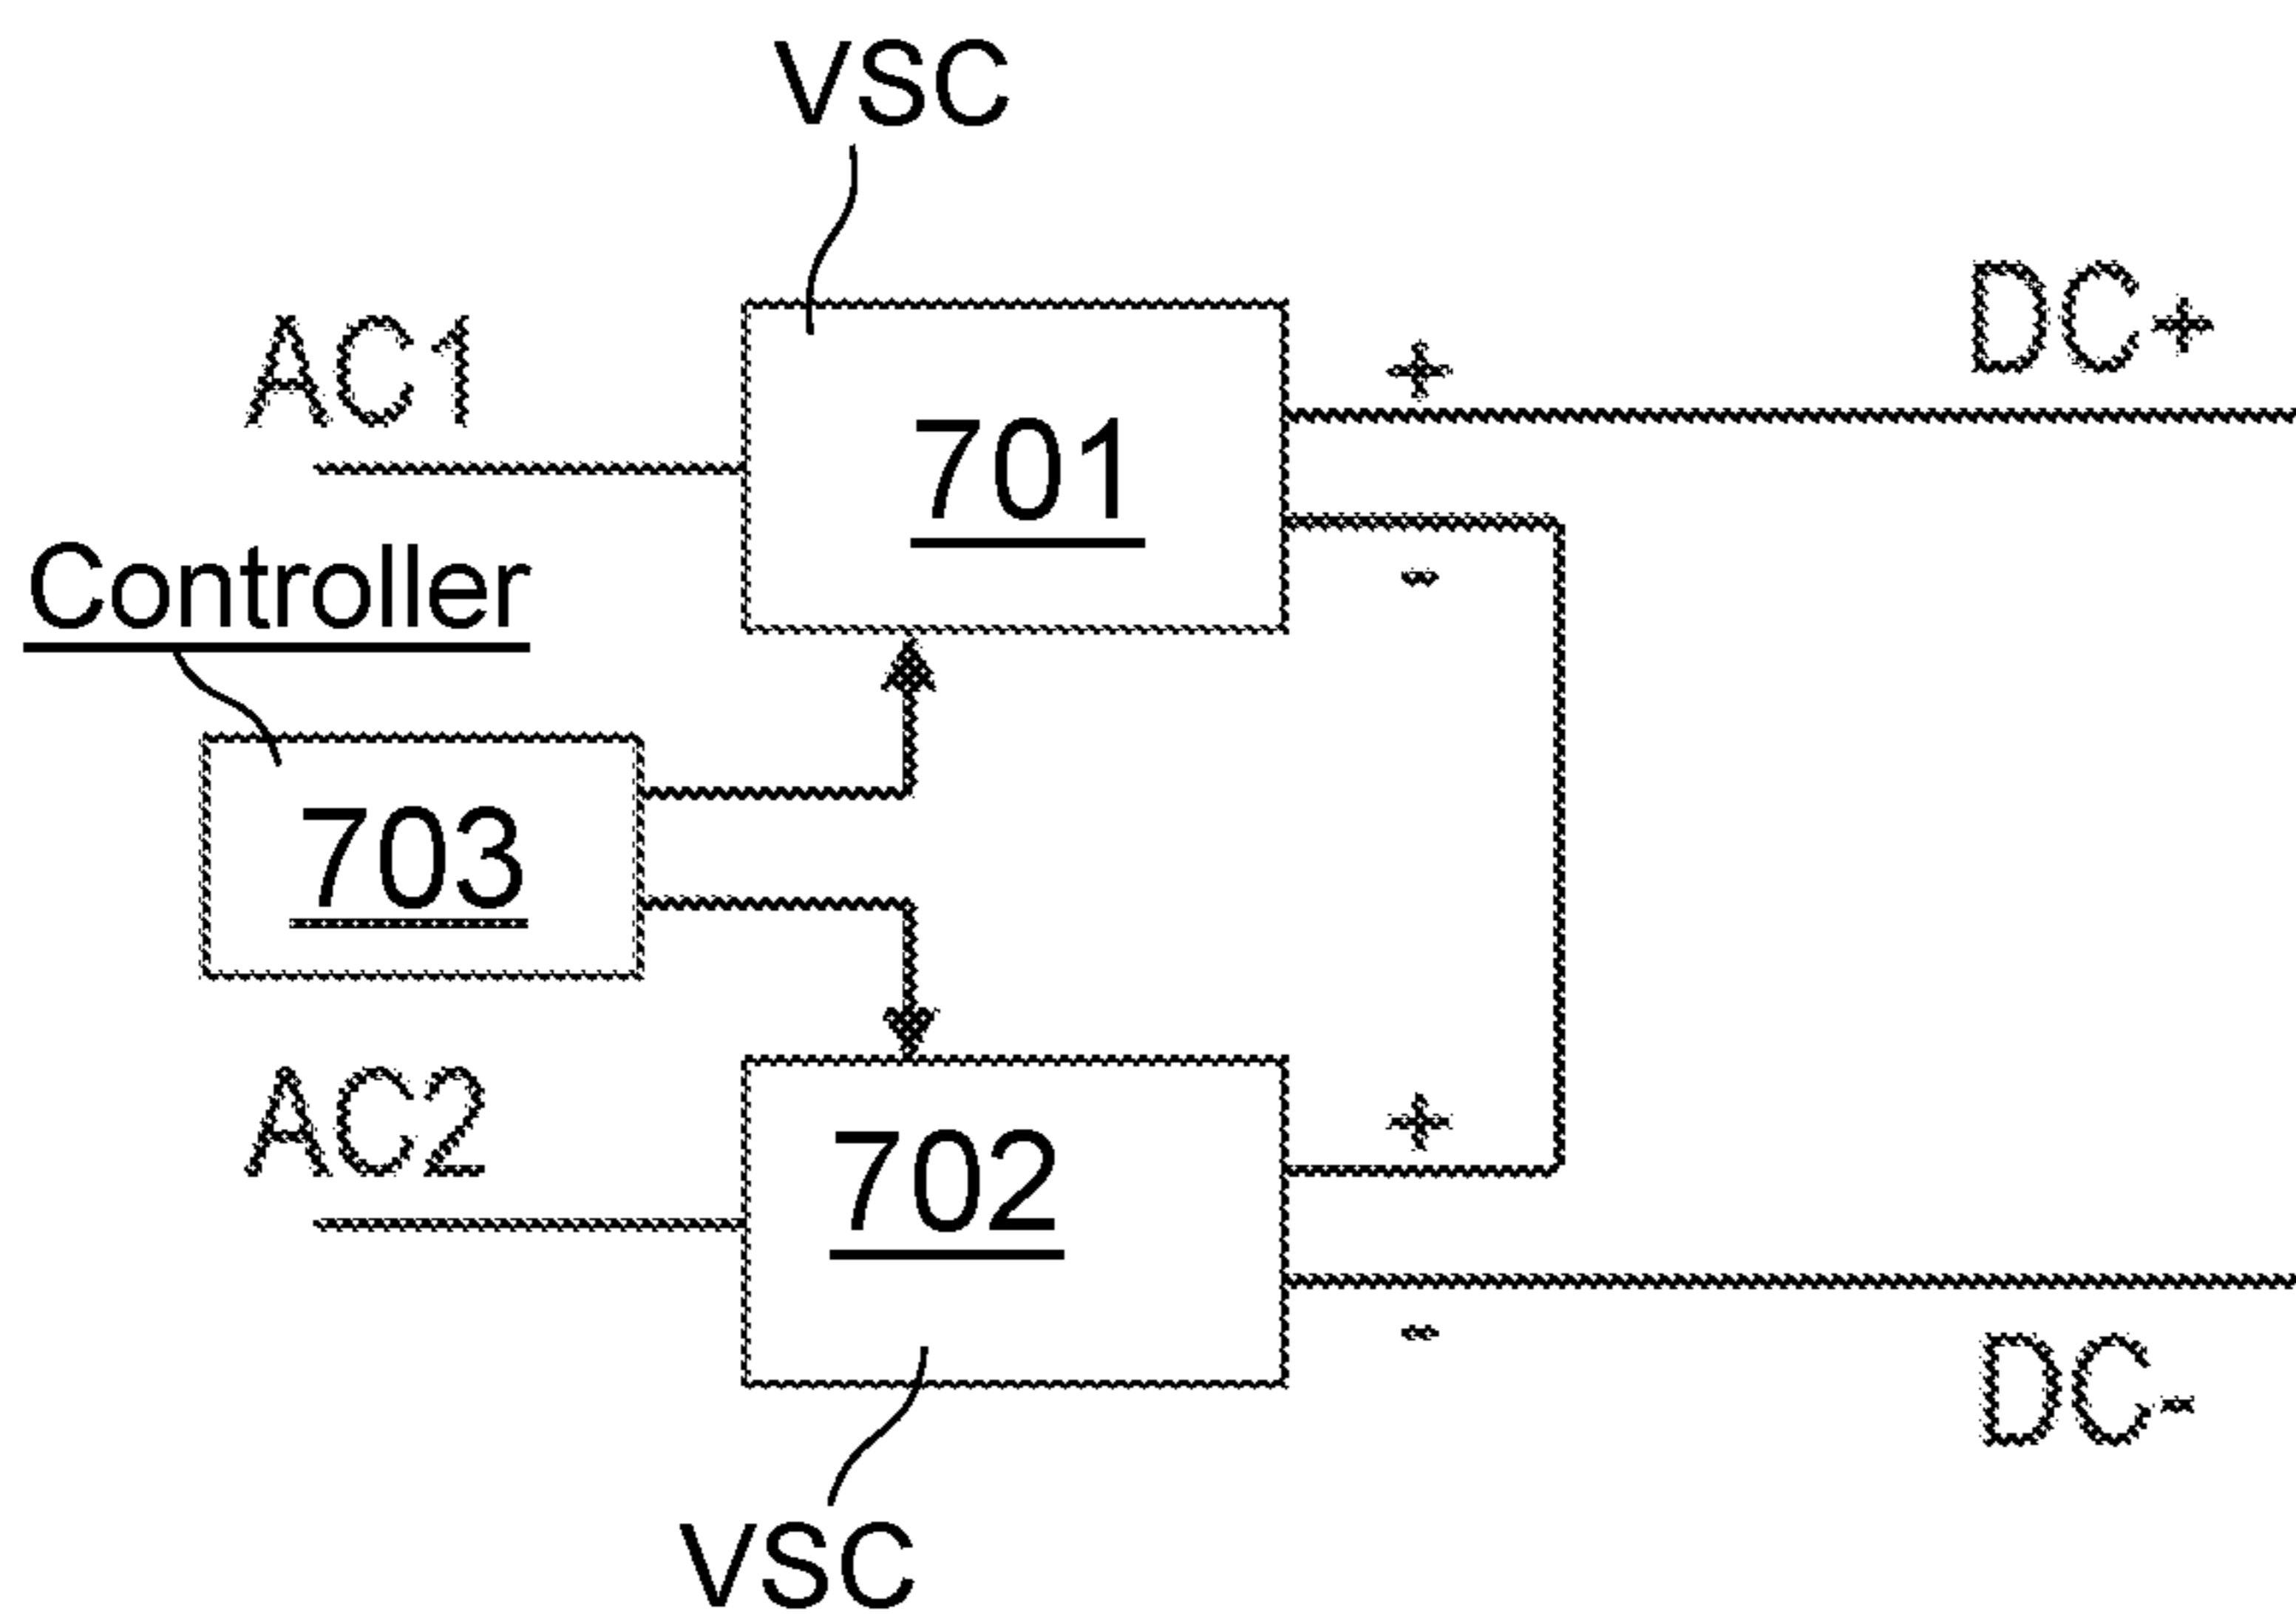 VSC
AC1
701
+
DC+
-
Controller
703
AC2
702
+
-
DC-
VSC